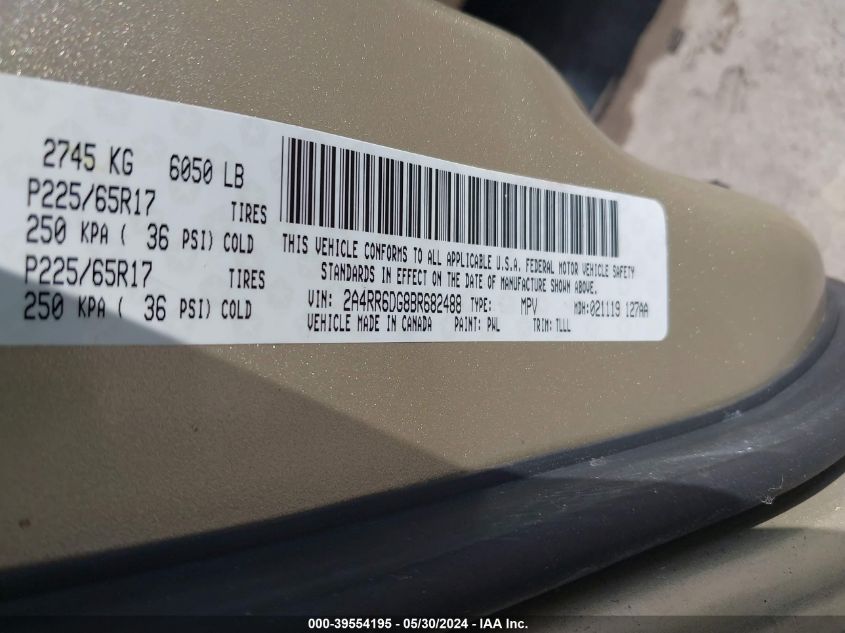 2745 KG 6050 LB
P225/65R17 TIRES
250 KPA ( 36 PSI) COLD
P225/65R17 TIRES
250 KPA ( 36 PSI) COLD
THIS VEHICLE CONFORMS TO ALL APPLICABLE U.S.A. FEDERAL MOTOR VEHICLE SAFETY
STANDARDS IN EFFECT ON THE DATE OF MANUFACTURE SHOWN ABOVE.
VIN: 2A4RR6DG8BR682488 TYPE: MPV MDH:021119 127AA
VEHICLE MADE IN CANADA PAINT: PWL TRIM: TLLL
000-39554195 - 05/30/2024 - IAA Inc.